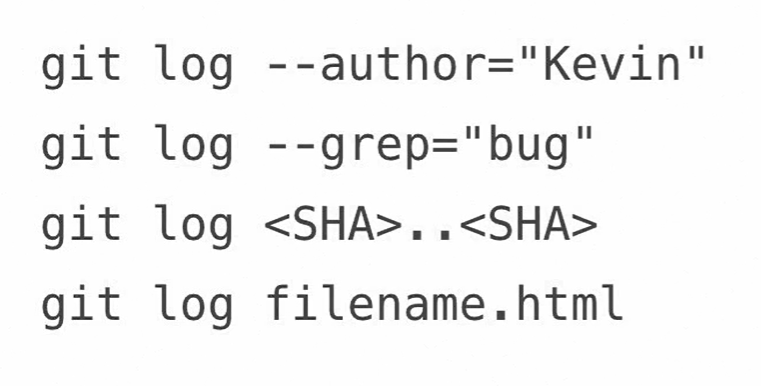 git log --author="Kevin"
git log --grep="bug"
git log <SHA>..<SHA>
git log filename.html